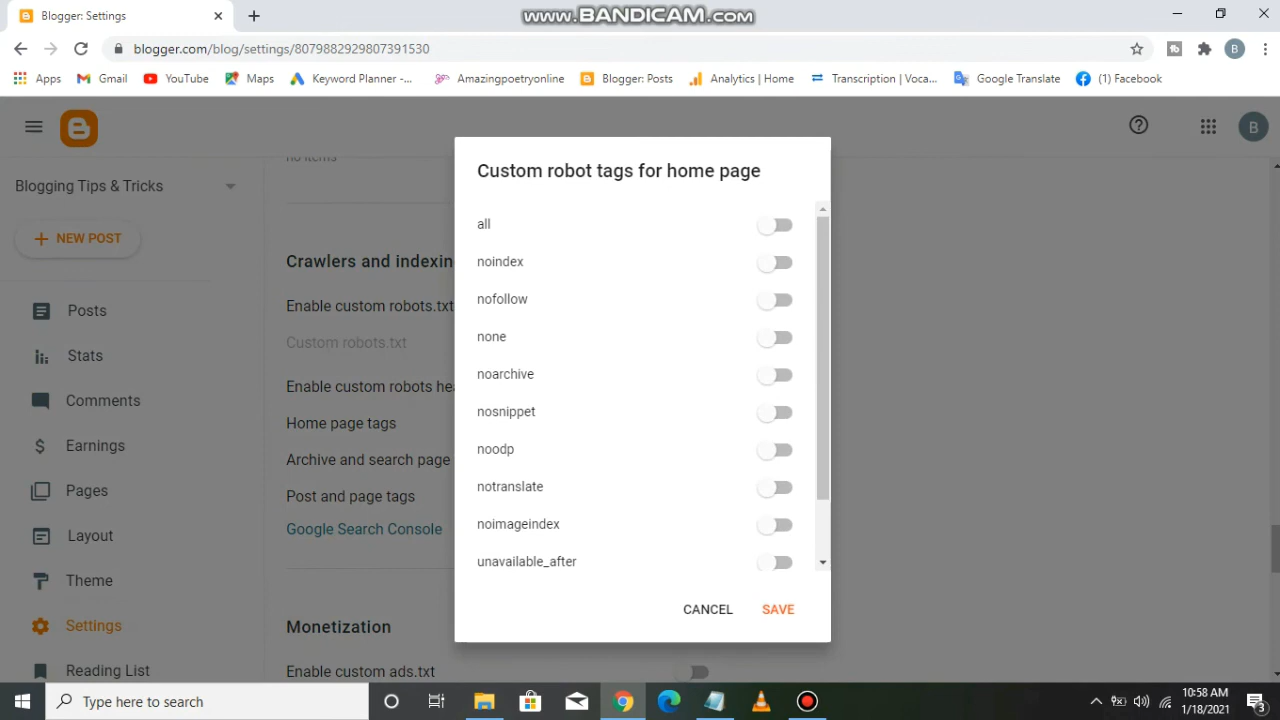 Blogger: Settings
www.BANDICAM.com
blogger.com/blog/settings/8079882929807391530
B
Apps
Gmail
YouTube
Maps
Keyword Planner -...
Amazingpoetryonline
Blogger: Posts
Analytics | Home
Transcription | Voca...
Google Translate
(1) Facebook
B
no items
Blogging Tips & Tricks
NEW POST
Posts
Stats
Comments
Earnings
Pages
Layout
Theme
Settings
Reading List
Crawlers and indexin
Enable custom robots.txt
Custom robots.txt
Enable custom robots hea
Home page tags
Archive and search page
Post and page tags
Google Search Console
Monetization
Enable custom ads.txt
Custom robot tags for home page
all
noindex
nofollow
none
noarchive
nosnippet
noodp
notranslate
noimageindex
unavailable_after
CANCEL
SAVE
Type here to search
10:58 AM
1/18/2021
3